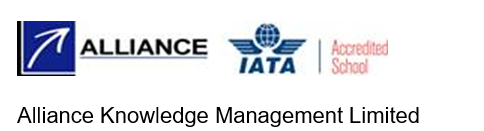 ALLIANCE
IATA
Accredited
School
Alliance Knowledge Management Limited